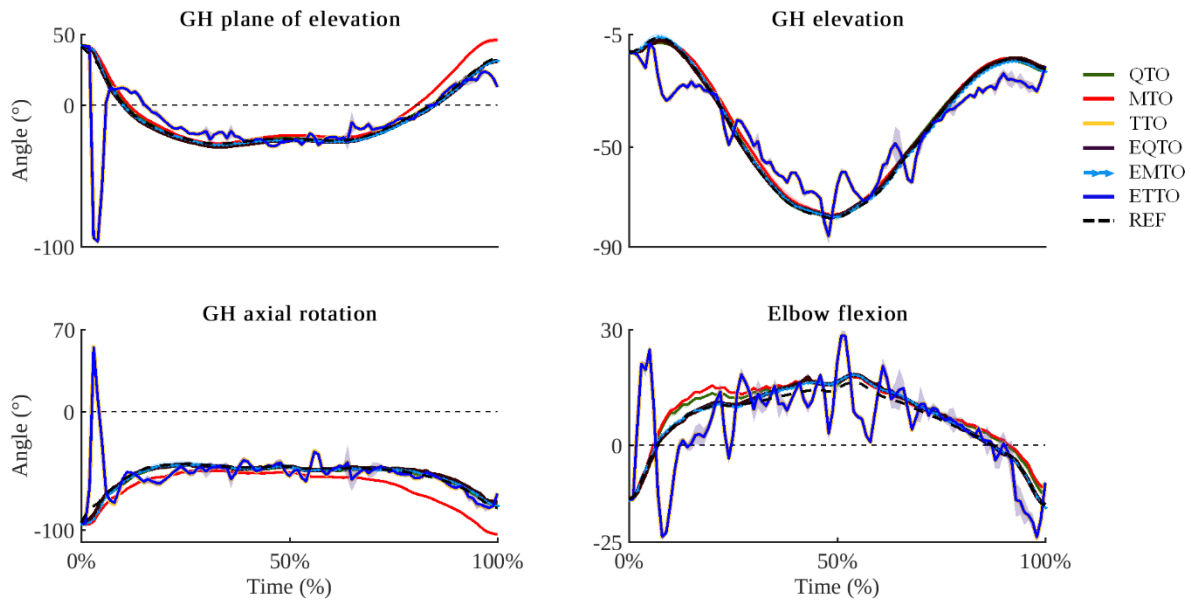 GH plane of elevation
50
0
-100
Angle (°)
GH elevation
-5
-50
-90
QTO
MTO
TTO
EQTO
EMTO
ETTO
REF
GH axial rotation
70
0
-100
Angle (°)
0%
50%
100%
Time (%)
Elbow flexion
30
0
-25
0%
50%
100%
Time (%)